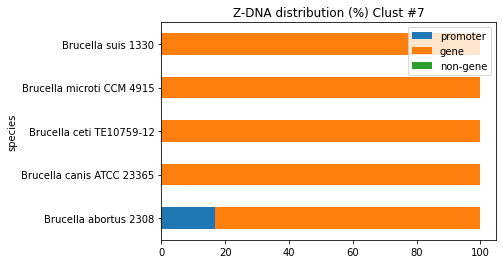 Z-DNA distribution (%) Clust #7
promoter
gene
non-gene
species
Brucella suis 1330
Brucella microti CCM 4915
Brucella ceti TE10759-12
Brucella canis ATCC 23365
Brucella abortus 2308
0 20 40 60 80 100